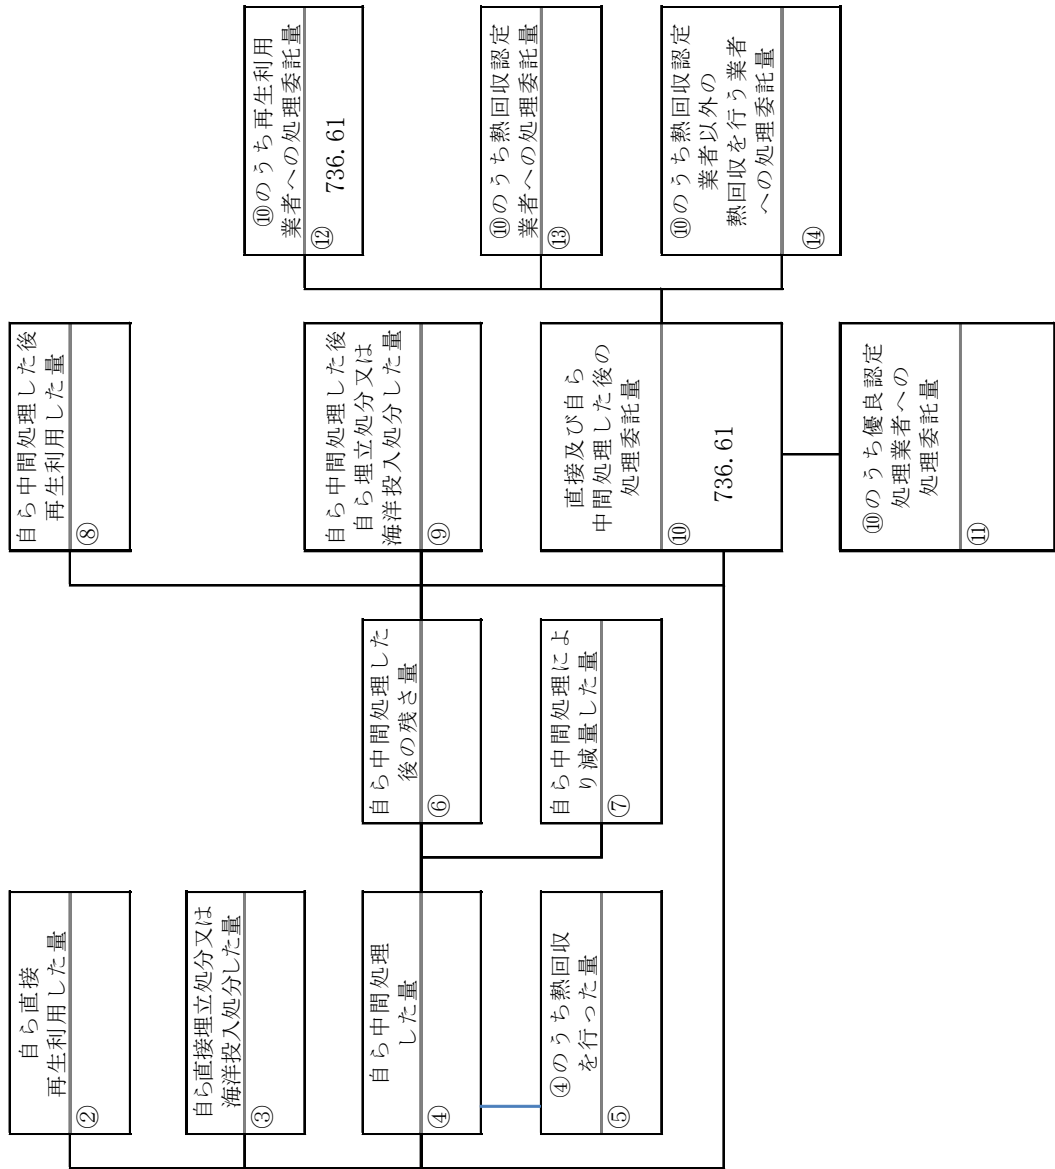 自ら直接
再生利用した量
②
自ら直接埋立処分又は
海洋投入処分した量
③
自ら中間処理
した量
④
④のうち熱回収
を行った量
⑤
自ら中間処理した
後の残さ量
⑥
自ら中間処理によ
り減量した量
⑦
自ら中間処理した後
再生利用した量
⑧
自ら中間処理した後
自ら埋立処分又は
海洋投入処分した量
⑨
直接及び自ら
中間処理した後の
処理委託量
⑩
736.61
⑩のうち優良認定
処理業者への
処理委託量
⑪
⑩のうち再生利用
業者への処理委託量
⑫
736.61
⑩のうち熱回収認定
業者への処理委託量
⑬
⑩のうち熱回収認定
業者以外の
熱回収を行う業者
への処理委託量
⑭